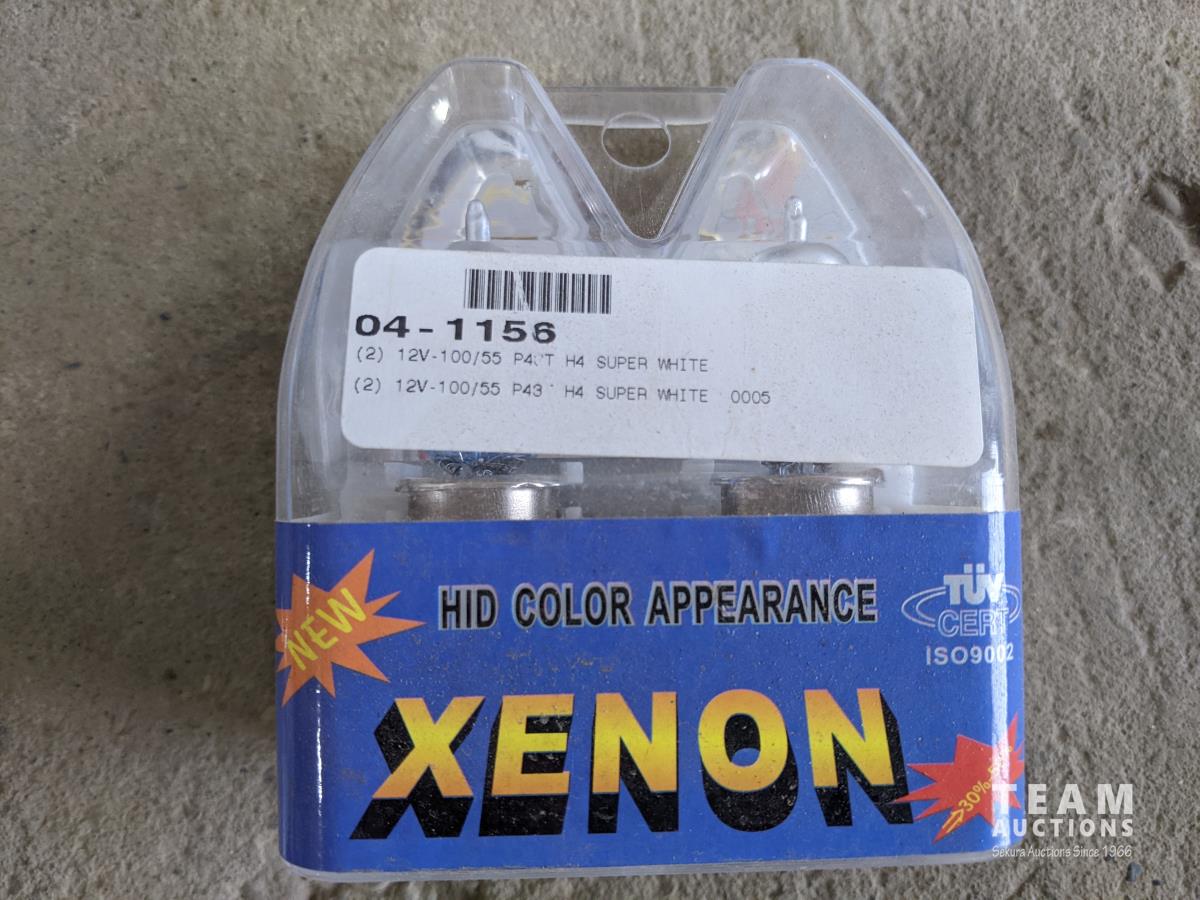 04-1156
(2) 12V-100/55 H4 SUPER WHITE
(2) 12V-100/55 P43 H4 SUPER WHITE 0005
NEW
HID COLOR APPEARANCE
TÜV
CERT
ISO9002
XENON
30%
TEAM
AUCTIONS
Sekura Auctions Since 1966